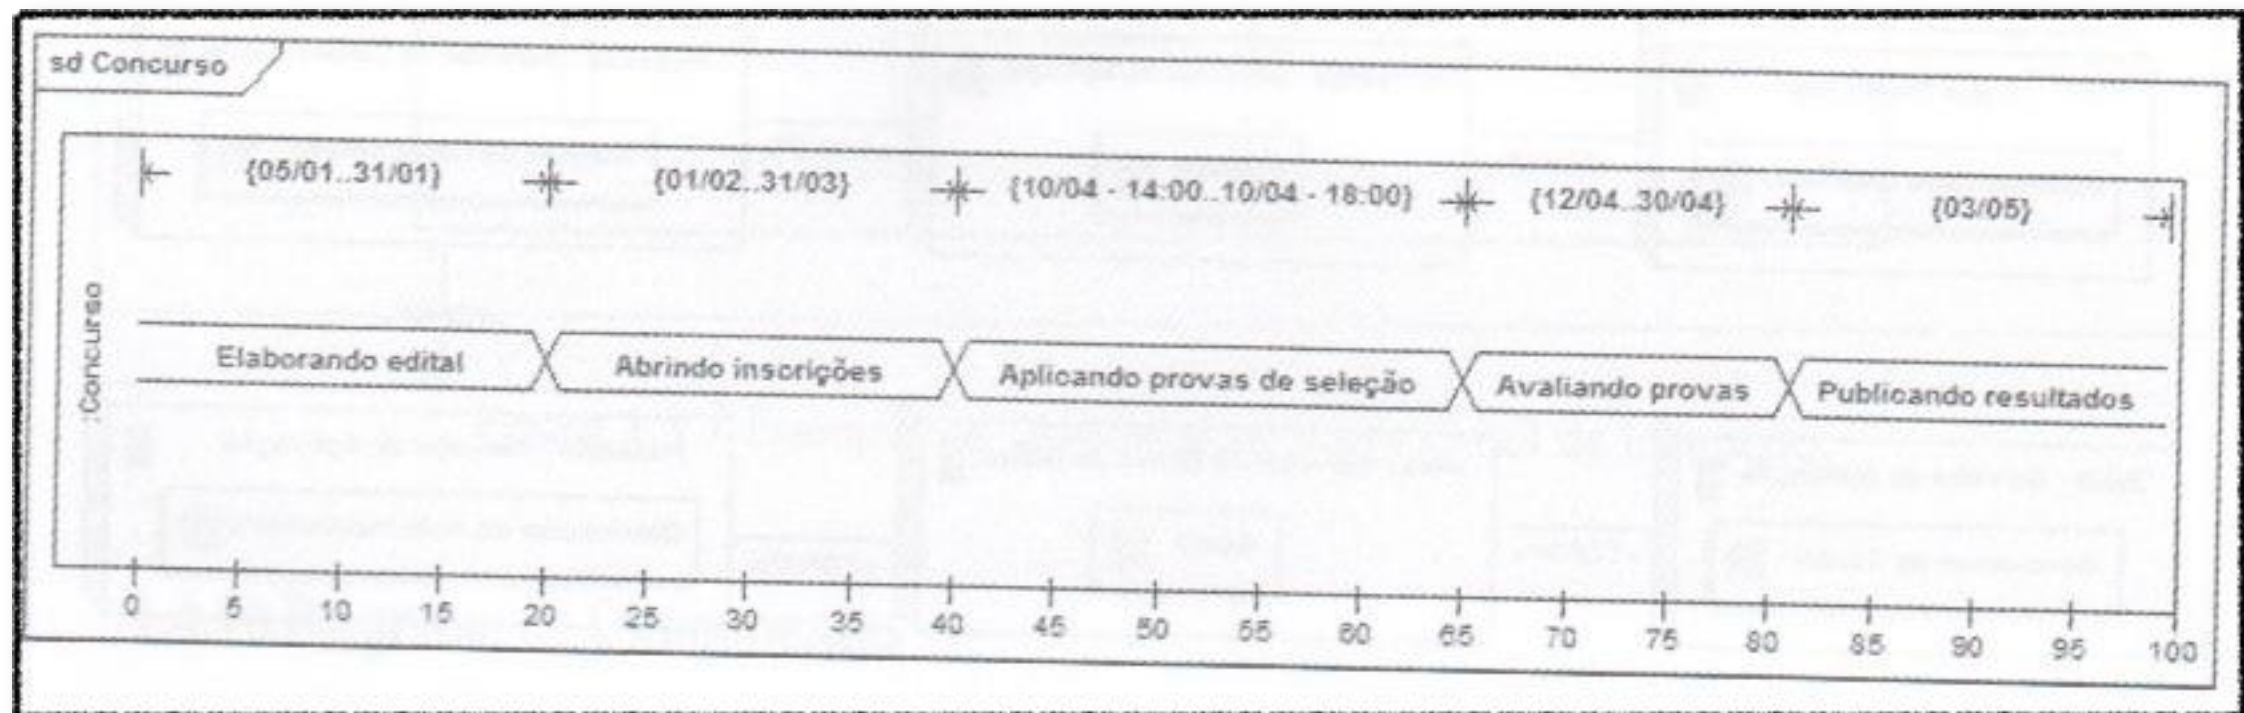 sd Concurso
{05/01..31/01} {01/02..31/03} {10/04 - 14:00..10/04 - 18:00} {12/04..30/04} {03/05}
:Concurso
Elaborando edital Abrindo inscrições Aplicando provas de seleção Avaliando provas Publicando resultados
0 5 10 15 20 25 30 35 40 45 50 55 60 65 70 75 80 85 90 95 100